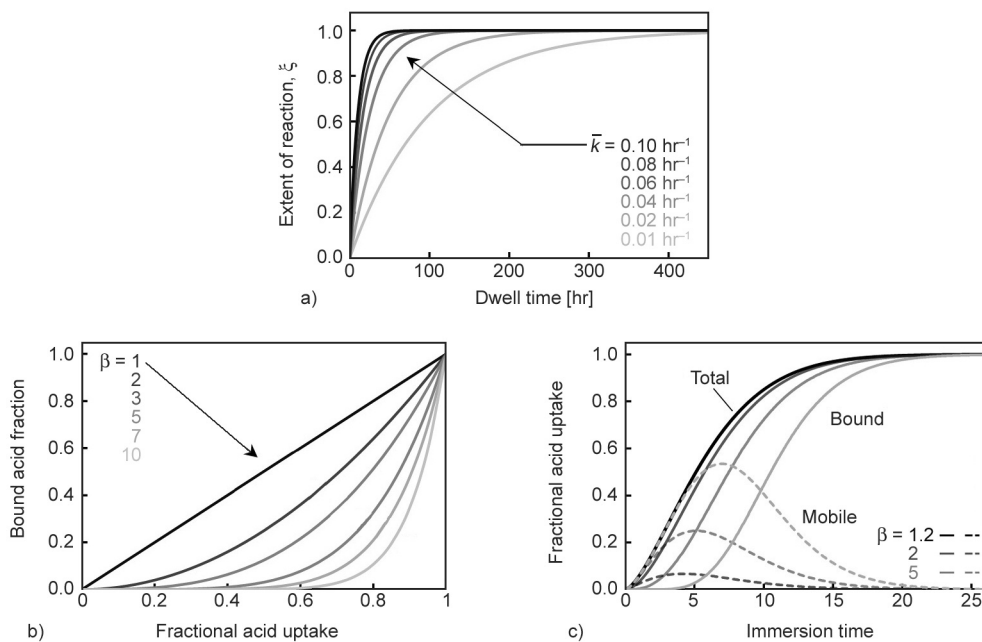 1.0
0.8
0.6
0.4
0.2
0.0
Extent of reaction, ξ
k̅ = 0.10 hr⁻¹
0.08 hr⁻¹
0.06 hr⁻¹
0.04 hr⁻¹
0.02 hr⁻¹
0.01 hr⁻¹
0 100 200 300 400
a) Dwell time [hr]
1.0
0.8
0.6
0.4
0.2
0.0
Bound acid fraction
β = 1
2
3
5
7
10
0 0.2 0.4 0.6 0.8 1
b) Fractional acid uptake
1.0
0.8
0.6
0.4
0.2
0.0
Fractional acid uptake
Total
Bound
Mobile
β = 1.2
2
5
0 5 10 15 20 25
c) Immersion time